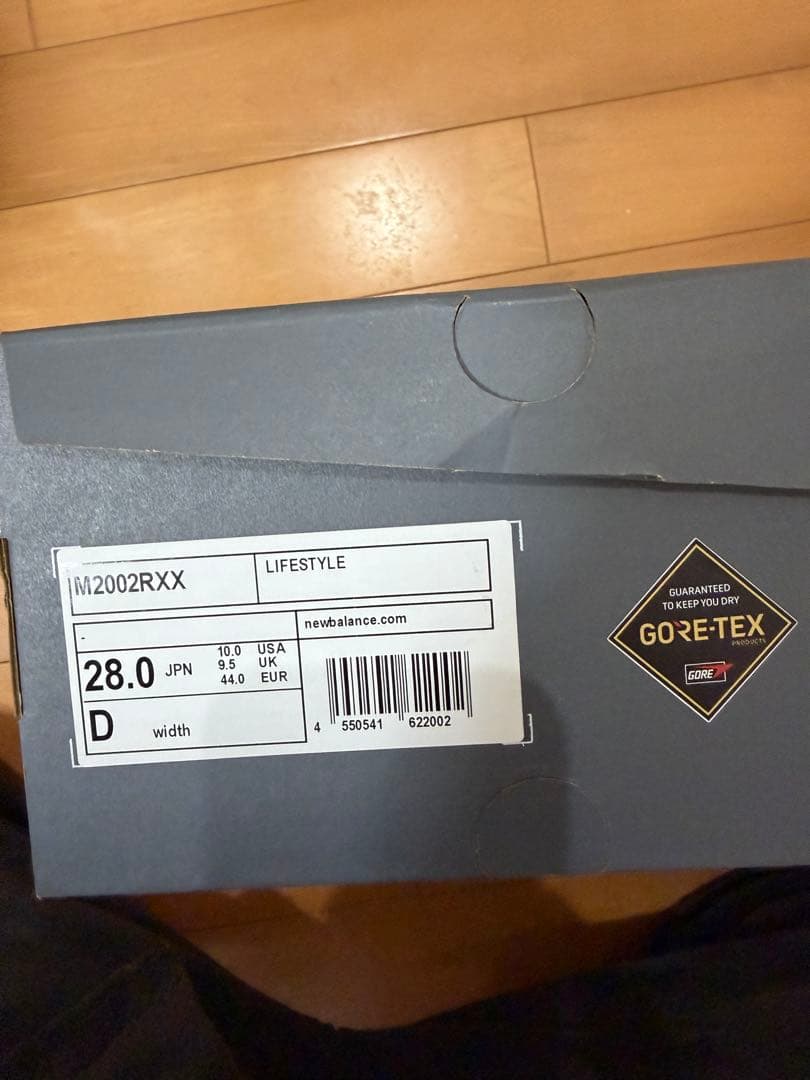 M2002RXX
LIFESTYLE
-
newbalance.com
28.0 JPN
10.0 USA
9.5 UK
44.0 EUR
D width
4 550541 622002
GUARANTEED
TO KEEP YOU DRY
GORE-TEX
PRODUCTS
GORE